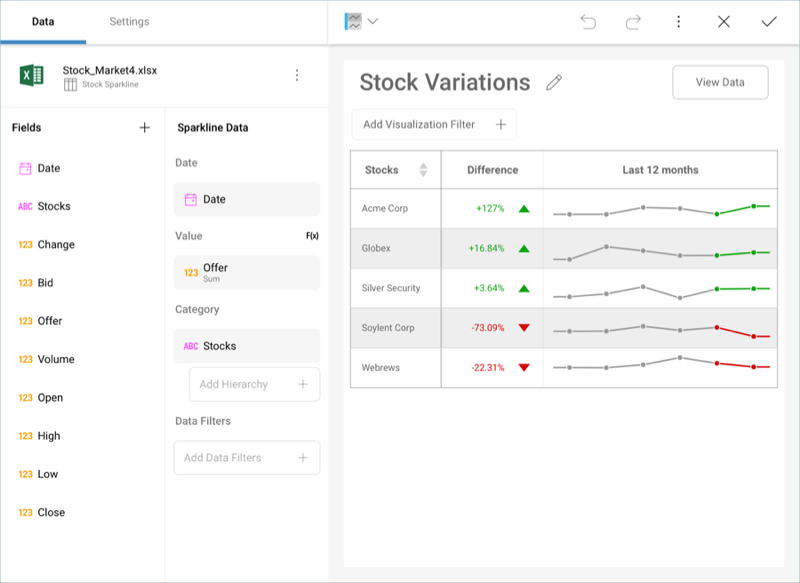 Data
Settings
Stock_Market4.xlsx
Stock Sparkline
Fields
Date
ABC Stocks
123 Change
123 Bid
123 Offer
123 Volume
123 Open
123 High
123 Low
123 Close
Sparkline Data
Date
Date
Value F(x)
123 Offer
Sum
Category
ABC Stocks
Add Hierarchy
Data Filters
Add Data Filters
Stock Variations
View Data
Add Visualization Filter
Stocks Difference Last 12 months
Acme Corp +127%
Globex +16.84%
Silver Security +3.64%
Soylent Corp -73.09%
Webrews -22.31%